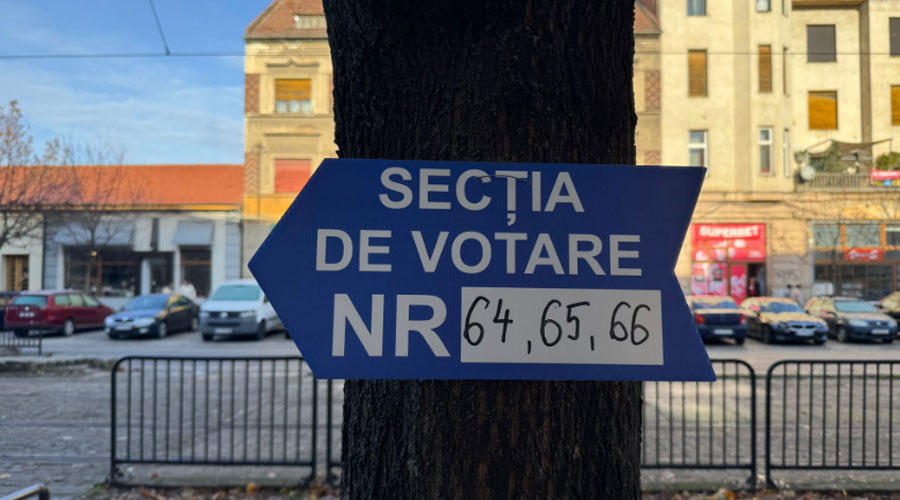 SECȚIA
DE VOTARE
NR 64, 65, 66
SUPERBET